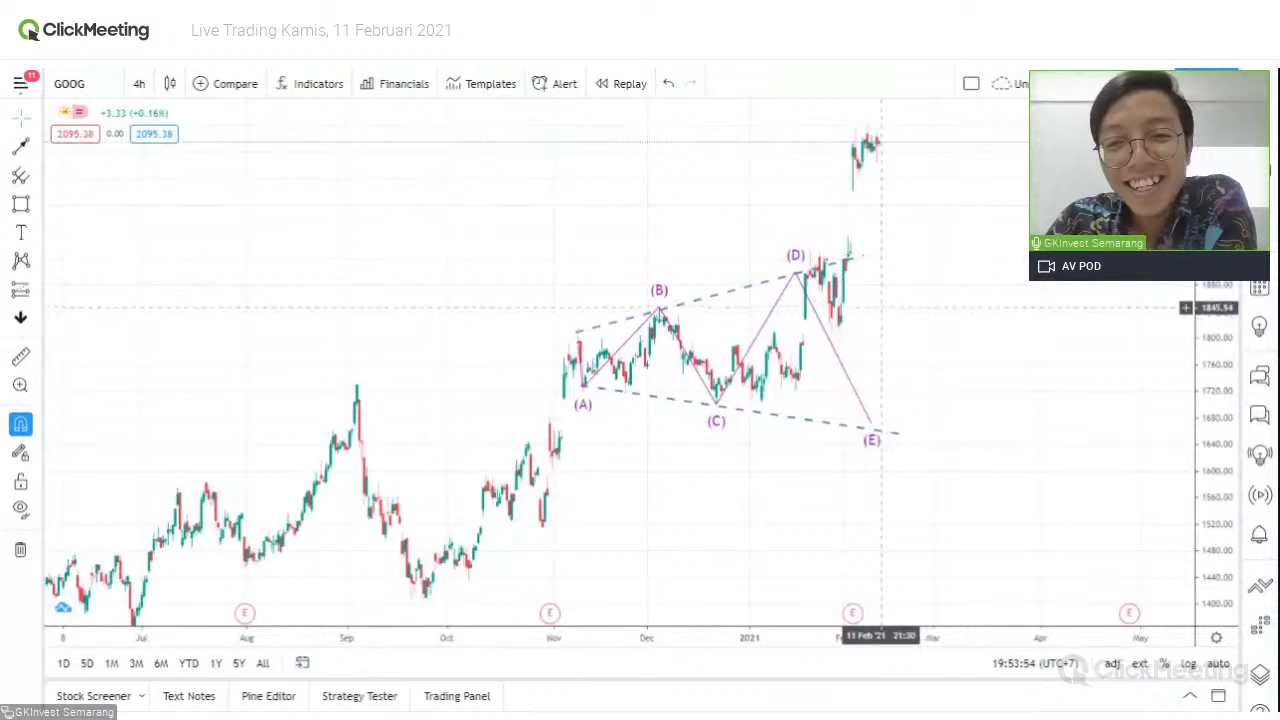 ClickMeeting
Live Trading Kamis, 11 Februari 2021
11
GOOG 4h Compare Indicators Financials Templates Alert Replay
+3.33 (+0.16%)
2095.38 0.00 2095.38
GKInvest Semarang
AV POD
(A)
(B)
(C)
(D)
(E)
1880.00
1845.54
1800.00
1760.00
1720.00
1680.00
1640.00
1600.00
1560.00
1520.00
1480.00
1440.00
1400.00
E E E E
8 Jul Aug Sep Oct Nov Dec 2021 11 Feb '21 21:30 Mar Apr May
1D 5D 1M 3M 6M YTD 1Y 5Y All
19:53:54 (UTC+7) adj ext % log auto
ClickMeeting
Stock Screener Text Notes Pine Editor Strategy Tester Trading Panel
GKInvest Semarang